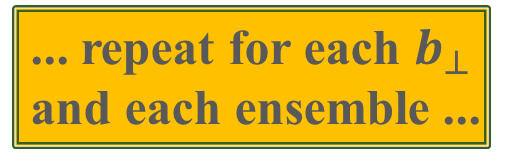 ... repeat for each b⊥
and each ensemble ...